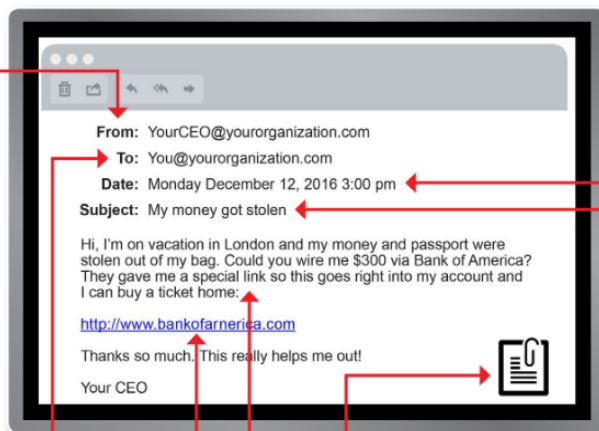 From: YourCEO@yourorganization.com
To: You@yourorganization.com
Date: Monday December 12, 2016 3:00 pm
Subject: My money got stolen
Hi, I'm on vacation in London and my money and passport were
stolen out of my bag. Could you wire me $300 via Bank of America?
They gave me a special link so this goes right into my account and
I can buy a ticket home:
http://www.bankofarnerica.com
Thanks so much. This really helps me out!
Your CEO